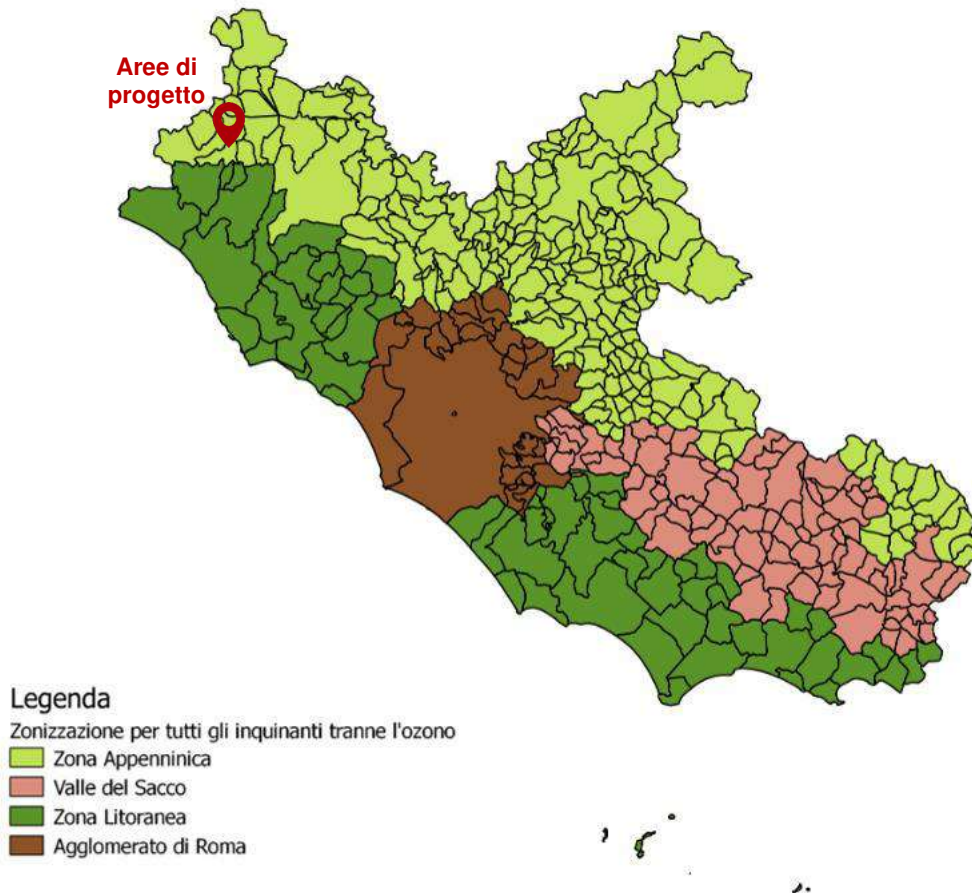 Aree di
progetto
Legenda
Zonizzazione per tutti gli inquinanti tranne l'ozono
Zona Appenninica
Valle del Sacco
Zona Litoranea
Agglomerato di Roma